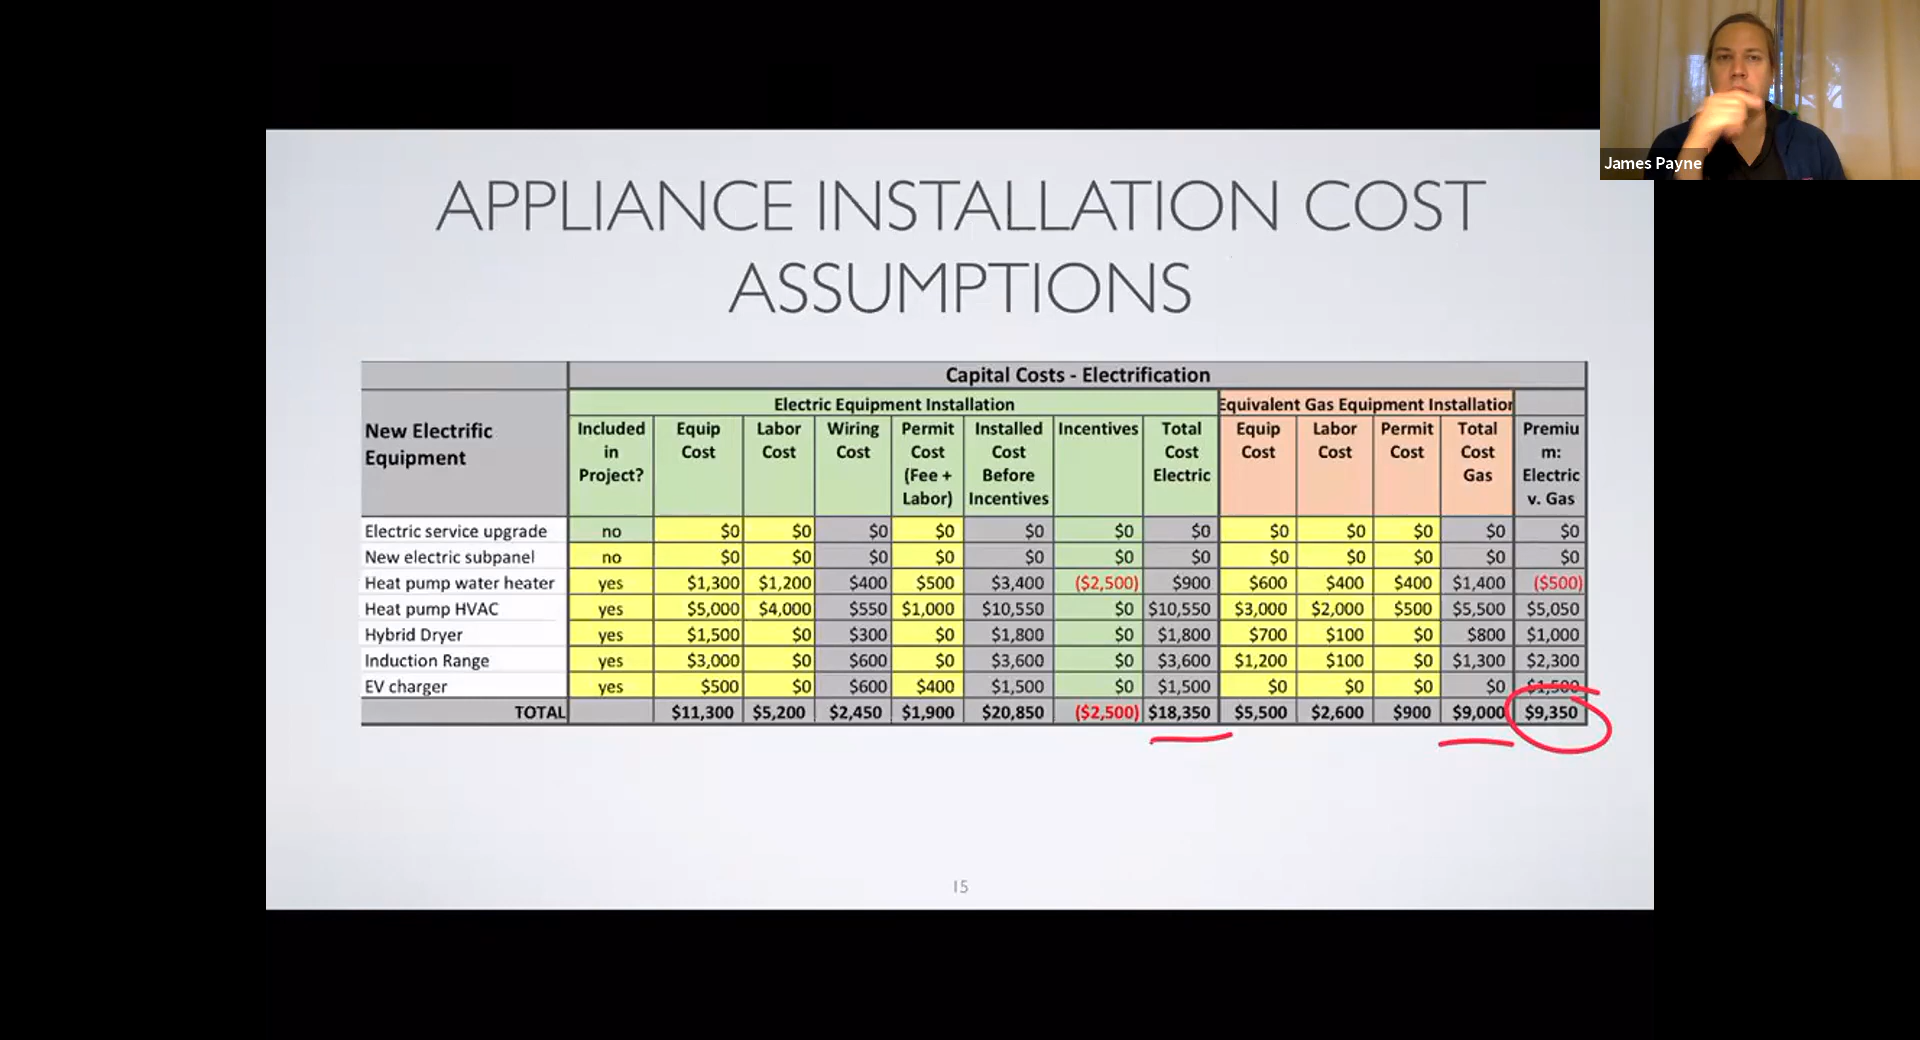 James Payne
APPLIANCE INSTALLATION COST
ASSUMPTIONS
Capital Costs - Electrification
Electric Equipment Installation Equivalent Gas Equipment Installation
New Electrific Equipment Included in Project? Equip Cost Labor Cost Wiring Cost Permit Cost (Fee + Labor) Installed Cost Before Incentives Incentives Total Cost Electric Equip Cost Labor Cost Permit Cost Total Cost Gas Premium: Electric v. Gas
Electric service upgrade no $0 $0 $0 $0 $0 $0 $0 $0 $0 $0 $0 $0
New electric subpanel no $0 $0 $0 $0 $0 $0 $0 $0 $0 $0 $0 $0
Heat pump water heater yes $1,300 $1,200 $400 $500 $3,400 ($2,500) $900 $600 $400 $400 $1,400 ($500)
Heat pump HVAC yes $5,000 $4,000 $550 $1,000 $10,550 $0 $10,550 $3,000 $2,000 $500 $5,500 $5,050
Hybrid Dryer yes $1,500 $0 $300 $0 $1,800 $0 $1,800 $700 $100 $0 $800 $1,000
Induction Range yes $3,000 $0 $600 $0 $3,600 $0 $3,600 $1,200 $100 $0 $1,300 $2,300
EV charger yes $500 $0 $600 $400 $1,500 $0 $1,500 $0 $0 $0 $0 $1,500
TOTAL $11,300 $5,200 $2,450 $1,900 $20,850 ($2,500) $18,350 $5,500 $2,600 $900 $9,000 $9,350
15